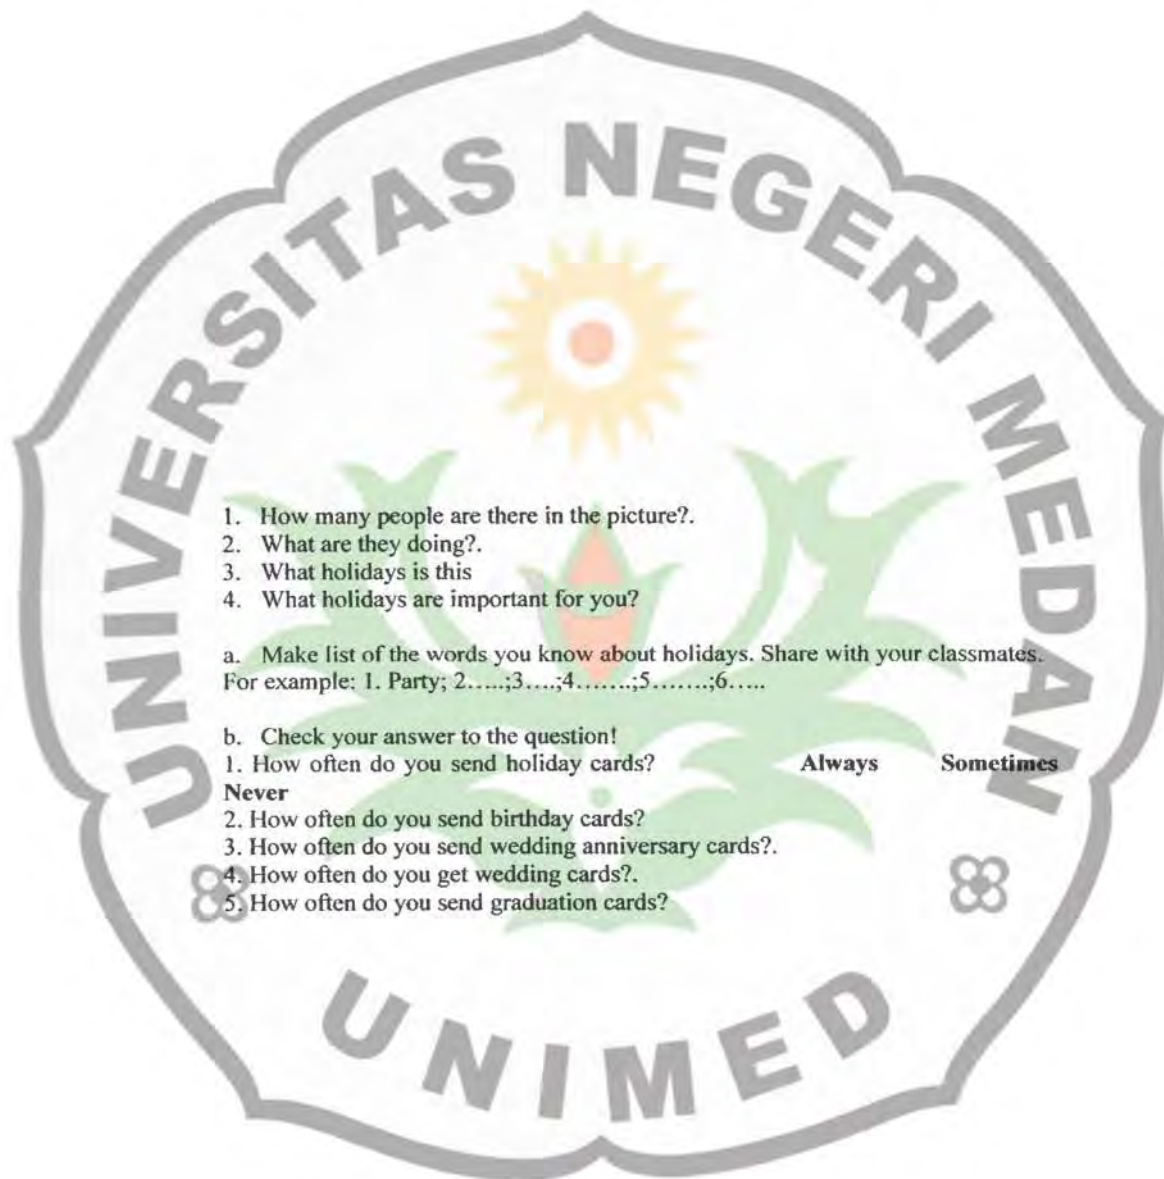 UNIVERSITAS NEGERI MEDAN
1. How many people are there in the picture?.
2. What are they doing?.
3. What holidays is this
4. What holidays are important for you?
a. Make list of the words you know about holidays. Share with your classmates.
For example: 1. Party; 2.....;3....;4.......;5.......;6.....
b. Check your answer to the question!
1. How often do you send holiday cards? Always Sometimes
Never
2. How often do you send birthday cards?
3. How often do you send wedding anniversary cards?.
4. How often do you get wedding cards?.
5. How often do you send graduation cards?
UNIMED